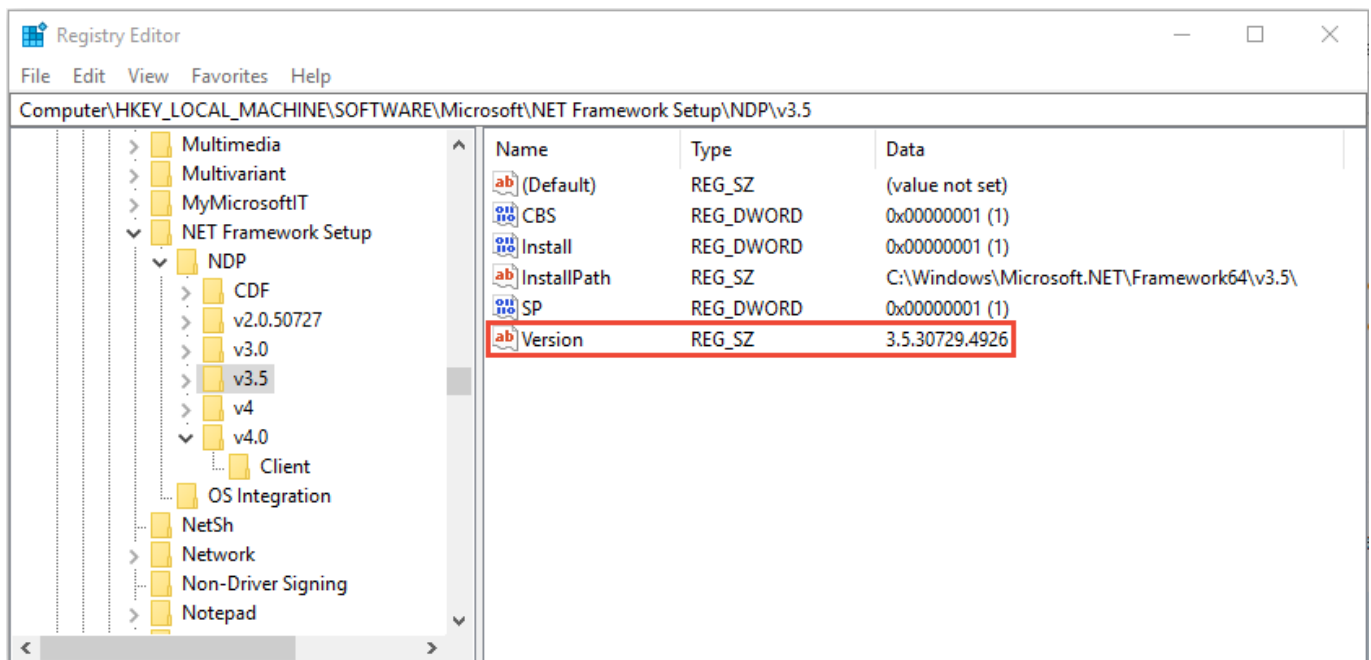 Registry Editor
File Edit View Favorites Help
Computer\HKEY_LOCAL_MACHINE\SOFTWARE\Microsoft\NET Framework Setup\NDP\v3.5
Multimedia
Multivariant
MyMicrosoftIT
NET Framework Setup
NDP
CDF
v2.0.50727
v3.0
v3.5
v4
v4.0
Client
OS Integration
NetSh
Network
Non-Driver Signing
Notepad
Name Type Data
(Default) REG_SZ (value not set)
CBS REG_DWORD 0x00000001 (1)
Install REG_DWORD 0x00000001 (1)
InstallPath REG_SZ C:\Windows\Microsoft.NET\Framework64\v3.5\
SP REG_DWORD 0x00000001 (1)
Version REG_SZ 3.5.30729.4926